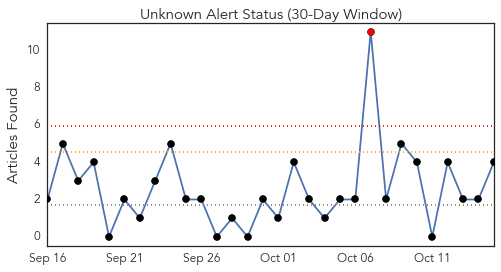 Unknown Alert Status (30-Day Window)
Articles Found
10
8
6
4
2
0
Sep 16 Sep 21 Sep 26 Oct 01 Oct 06 Oct 11